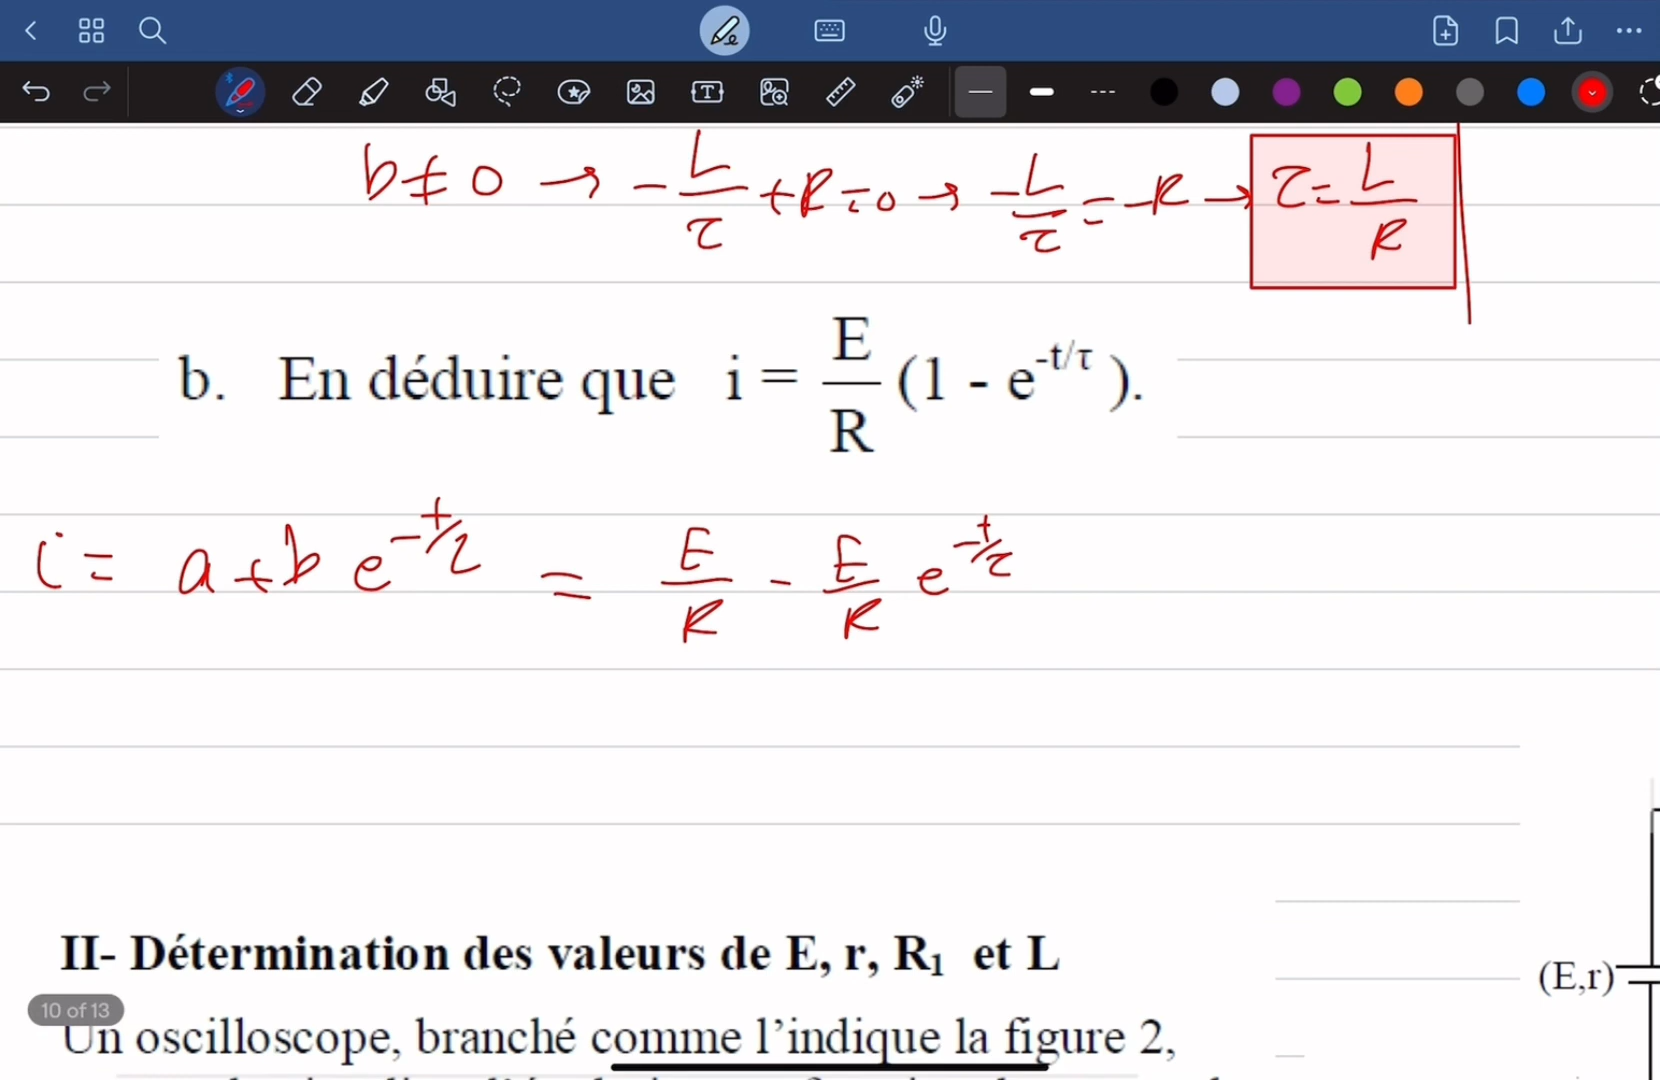 b ≠ 0 → -L/τ + R = 0 → -L/τ = -R → τ = L/R
b. En déduire que i = E/R (1 - e^-t/τ ).
i = a + b e^-t/τ = E/R - E/R e^-t/τ
II- Détermination des valeurs de E, r, R₁ et L
(E,r)
10 of 13
Un oscilloscope, branché comme l'indique la figure 2,